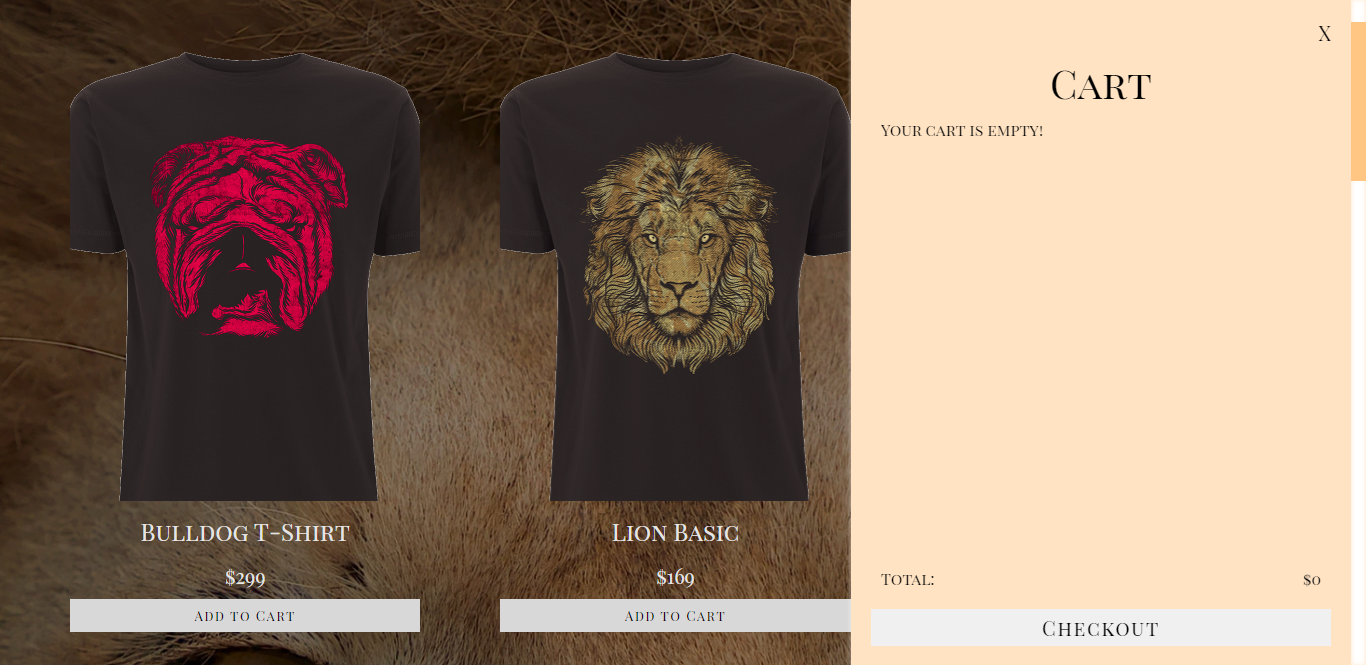 Bulldog T-Shirt
$299
Add to Cart
Lion Basic
$169
Add to Cart
X
Cart
Your cart is empty!
Total: $0
Checkout